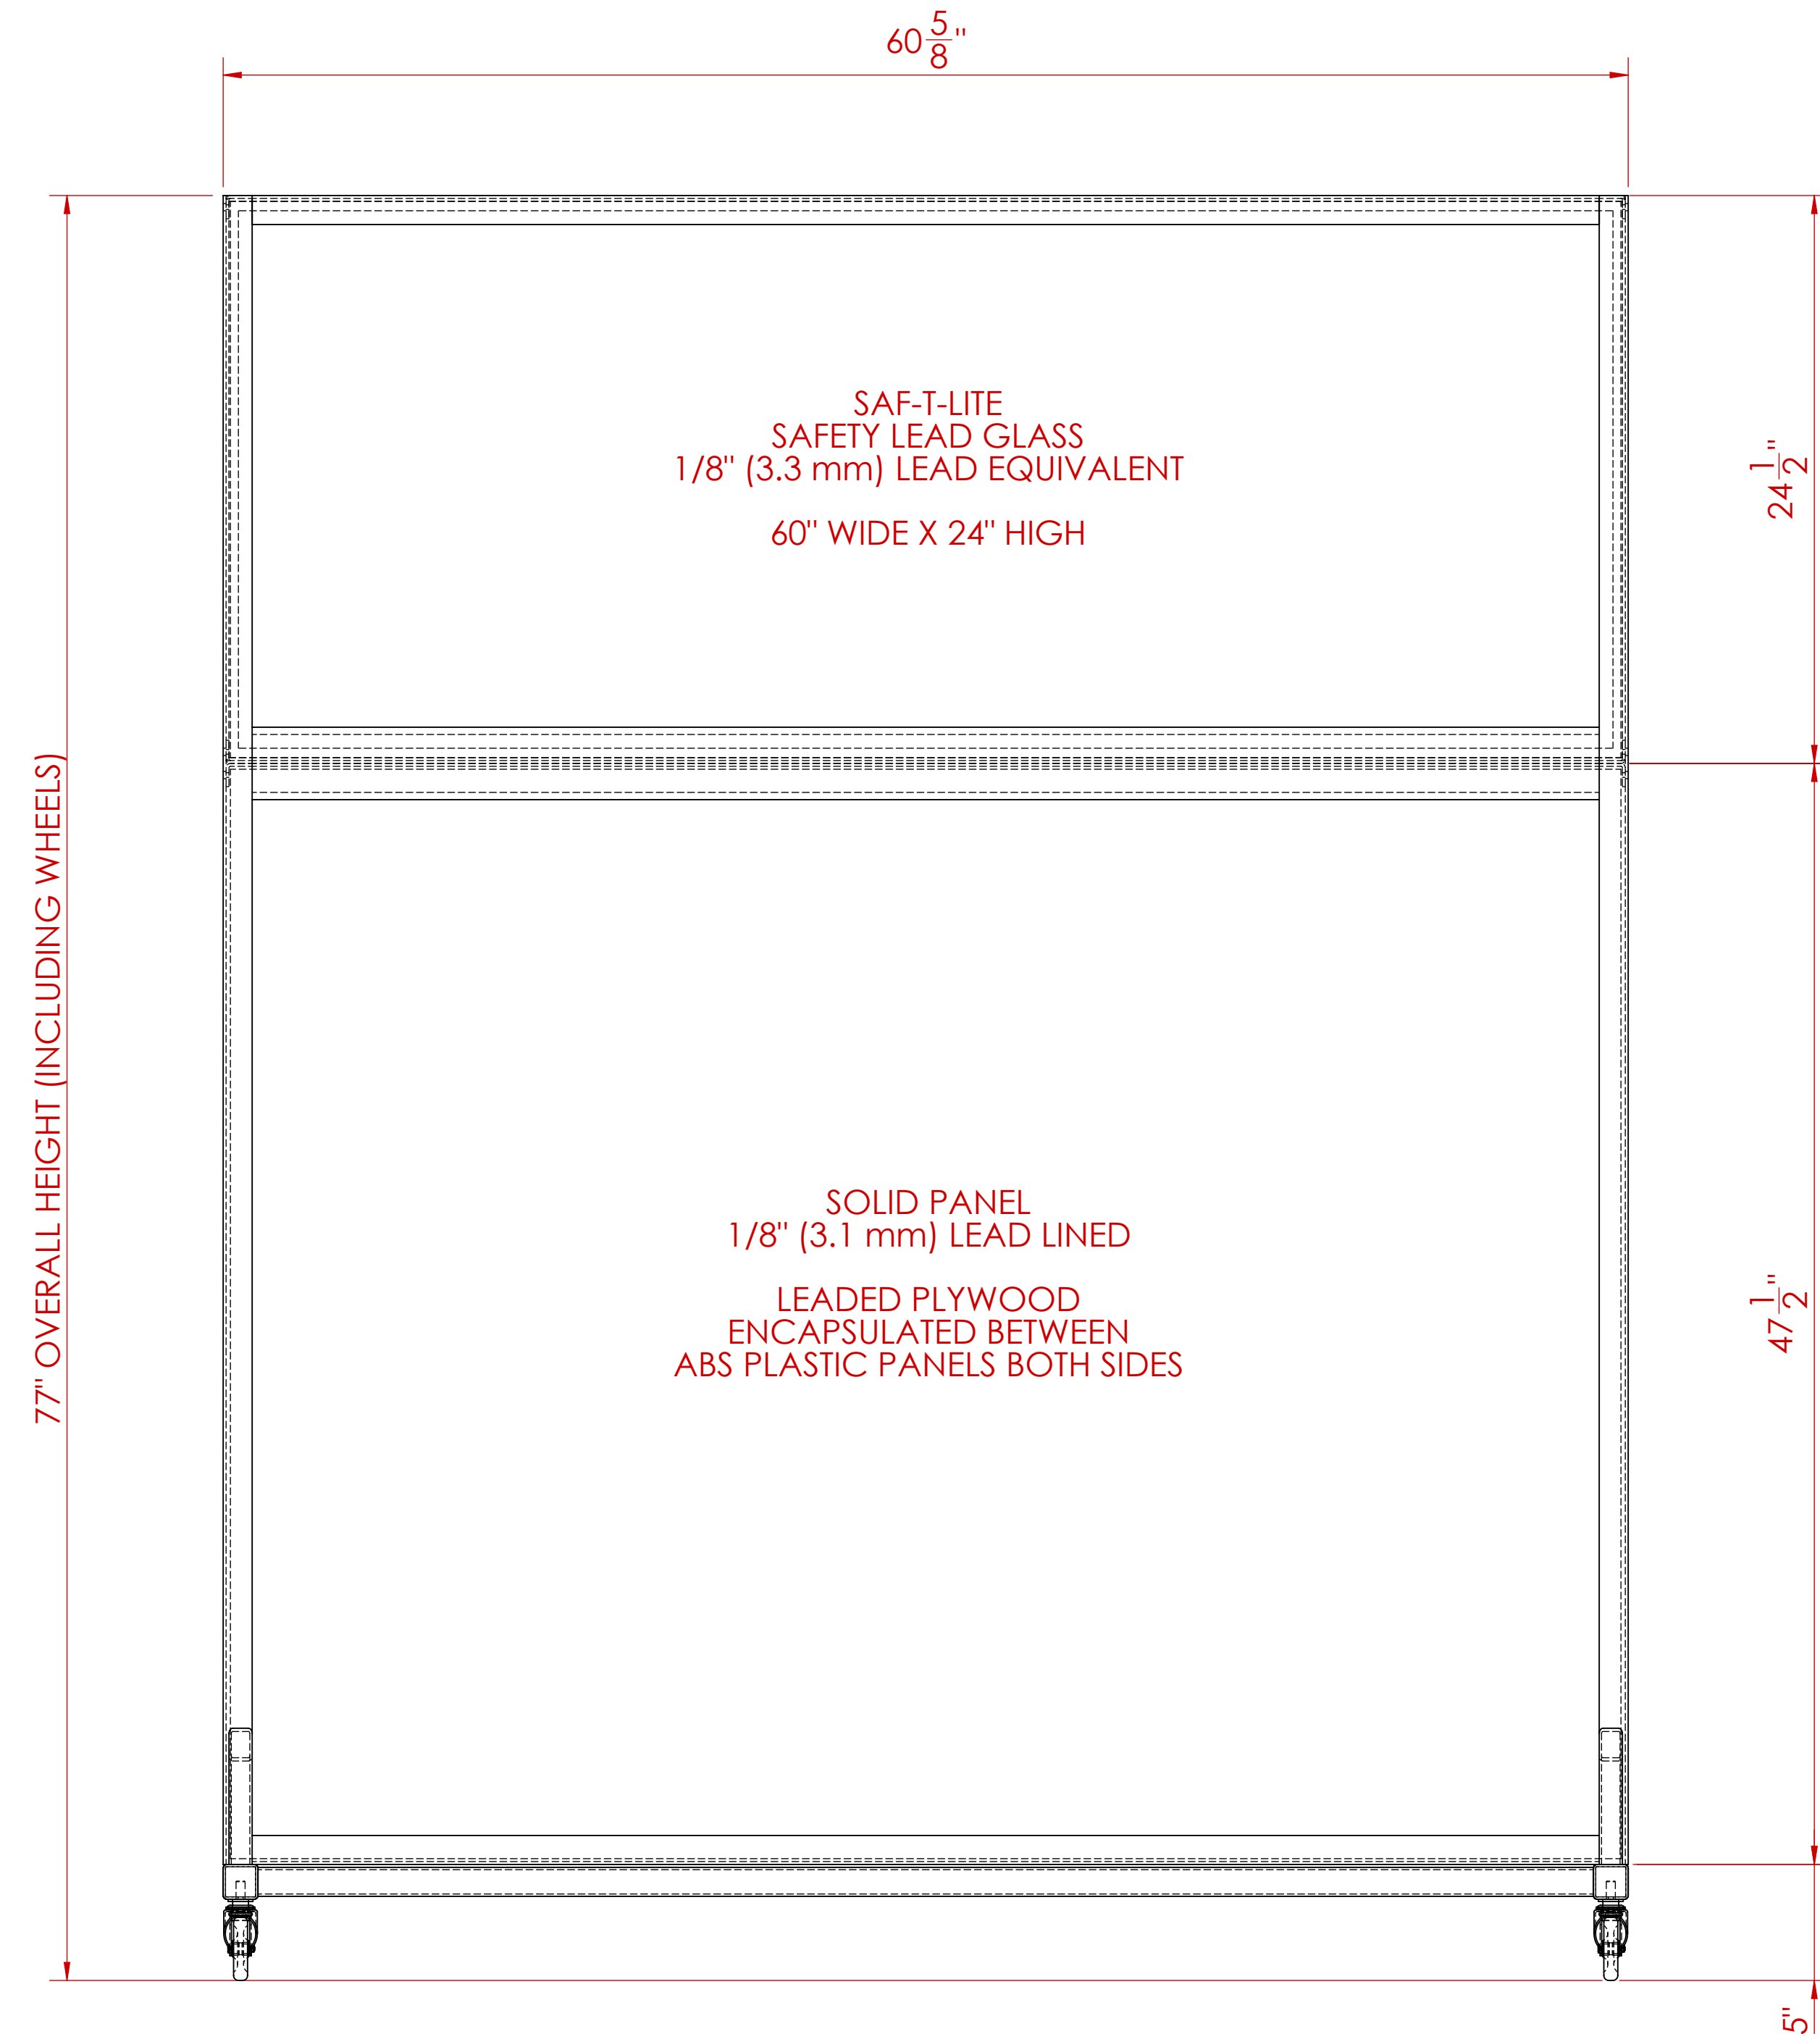 60 5/8"
SAF-T-LITE
SAFETY LEAD GLASS
1/8" (3.3 mm) LEAD EQUIVALENT
60" WIDE X 24" HIGH
24 1/2"
77" OVERALL HEIGHT (INCLUDING WHEELS)
SOLID PANEL
1/8" (3.1 mm) LEAD LINED
LEADED PLYWOOD
ENCAPSULATED BETWEEN
ABS PLASTIC PANELS BOTH SIDES
47 1/2"
5"